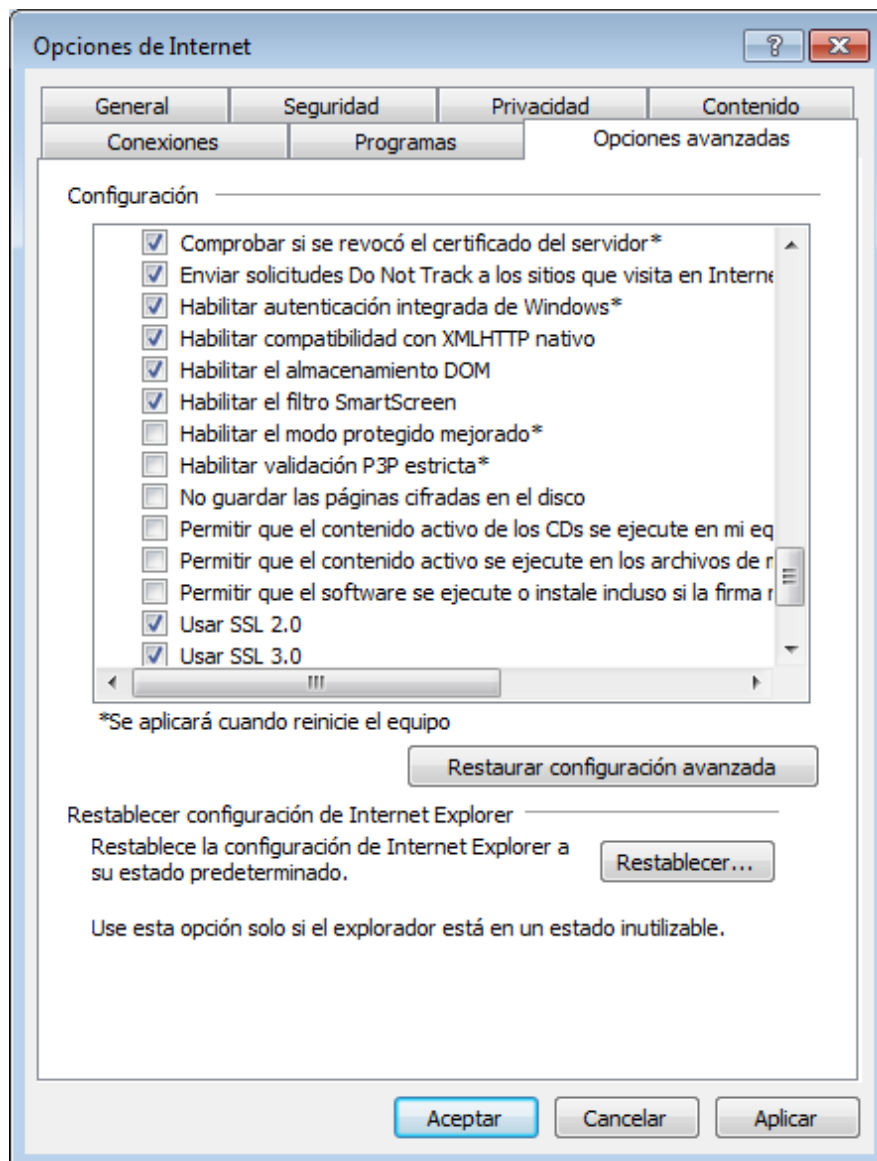 Opciones de Internet
General
Seguridad
Privacidad
Contenido
Conexiones
Programas
Opciones avanzadas
Configuración
Comprobar si se revocó el certificado del servidor*
Enviar solicitudes Do Not Track a los sitios que visita en Interne
Habilitar autenticación integrada de Windows*
Habilitar compatibilidad con XMLHTTP nativo
Habilitar el almacenamiento DOM
Habilitar el filtro SmartScreen
Habilitar el modo protegido mejorado*
Habilitar validación P3P estricta*
No guardar las páginas cifradas en el disco
Permitir que el contenido activo de los CDs se ejecute en mi eq
Permitir que el contenido activo se ejecute en los archivos de
Permitir que el software se ejecute o instale incluso si la firma
Usar SSL 2.0
Usar SSL 3.0
*Se aplicará cuando reinicie el equipo
Restaurar configuración avanzada
Restablecer configuración de Internet Explorer
Restablece la configuración de Internet Explorer a
su estado predeterminado.
Restablecer...
Use esta opción solo si el explorador está en un estado inutilizable.
Aceptar
Cancelar
Aplicar